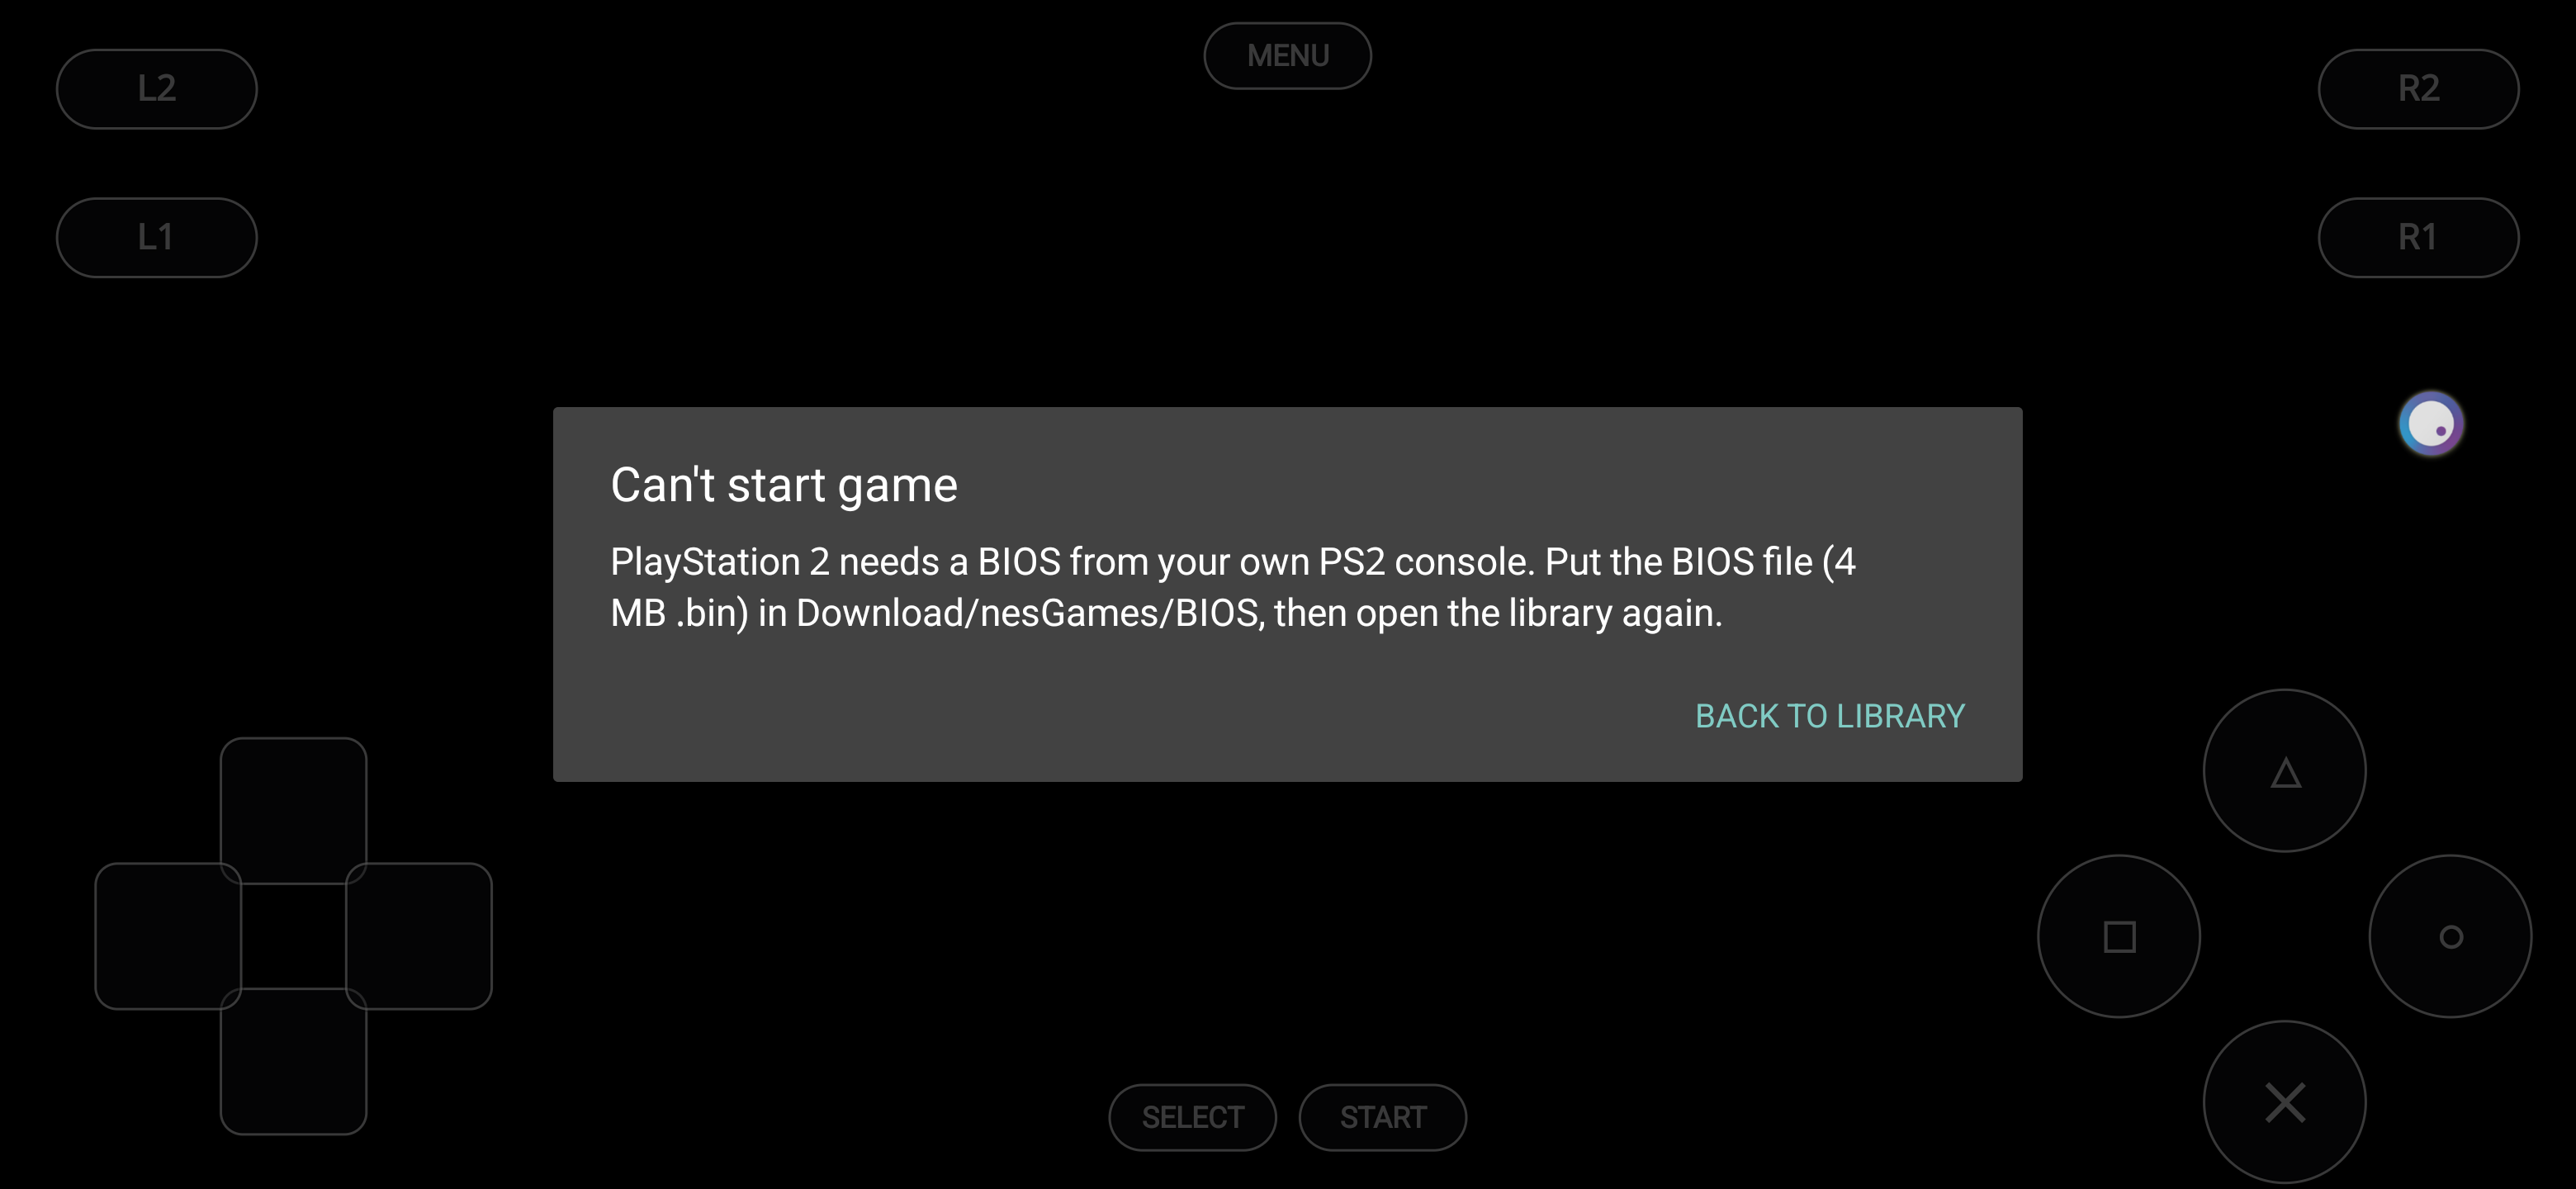 MENU
L2
R2
L1
R1
Can't start game
PlayStation 2 needs a BIOS from your own PS2 console. Put the BIOS file (4
MB .bin) in Download/nesGames/BIOS, then open the library again.
BACK TO LIBRARY
SELECT
START